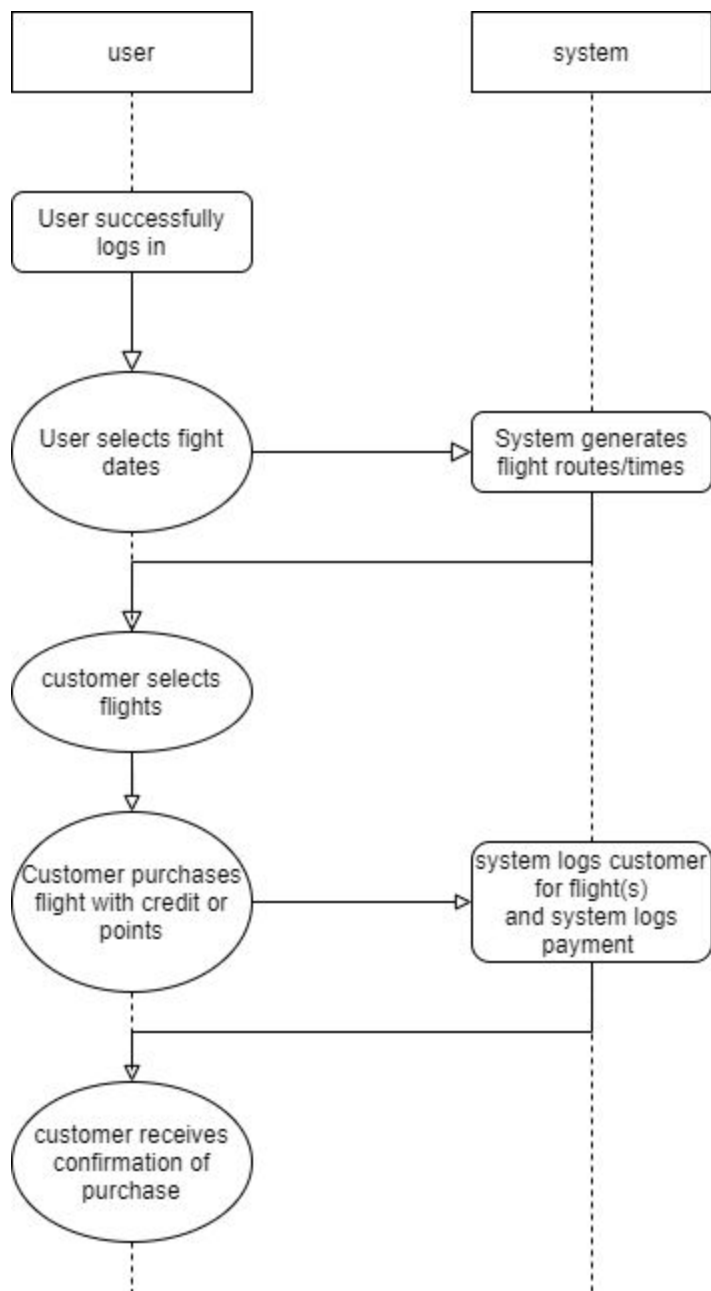 user
system
User successfully
logs in
User selects fight
dates
System generates
flight routes/times
customer selects
flights
Customer purchases
flight with credit or
points
system logs customer
for flight(s)
and system logs
payment
customer receives
confirmation of
purchase